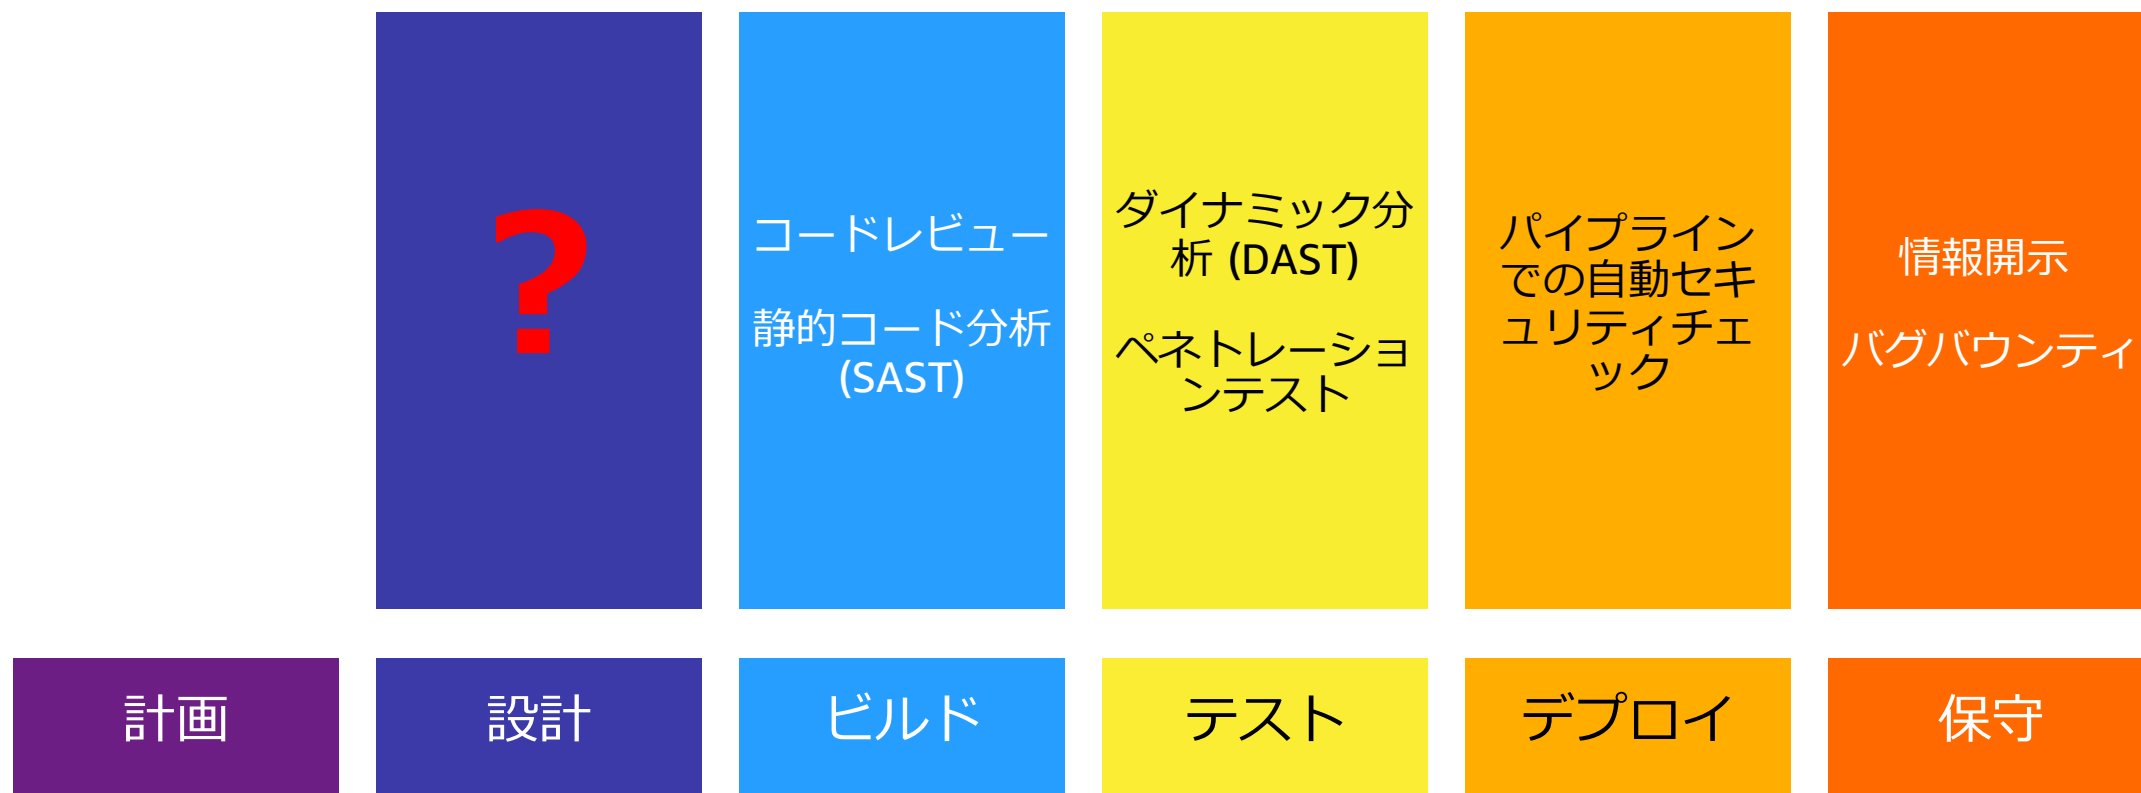 ?
コードレビュー
静的コード分析
(SAST)
ダイナミック分
析 (DAST)
ペネトレーショ
ンテスト
パイプライン
での自動セキ
ュリティチェ
ック
情報開示
バグバウンティ
計画
設計
ビルド
テスト
デプロイ
保守